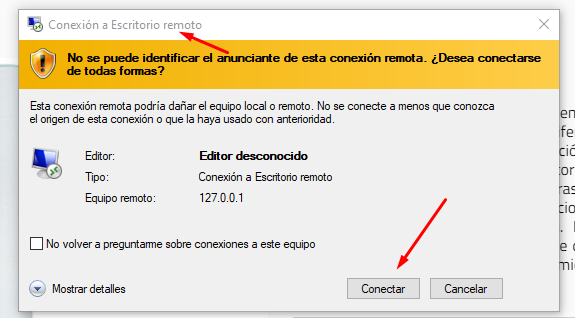 Conexión a Escritorio remoto
No se puede identificar el anunciante de esta conexión remota. ¿Desea conectarse
de todas formas?
Esta conexión remota podría dañar el equipo local o remoto. No se conecte a menos que conozca
el origen de esta conexión o que la haya usado con anterioridad.
Editor: Editor desconocido
Tipo: Conexión a Escritorio remoto
Equipo remoto: 127.0.0.1
No volver a preguntarme sobre conexiones a este equipo
Mostrar detalles Conectar Cancelar